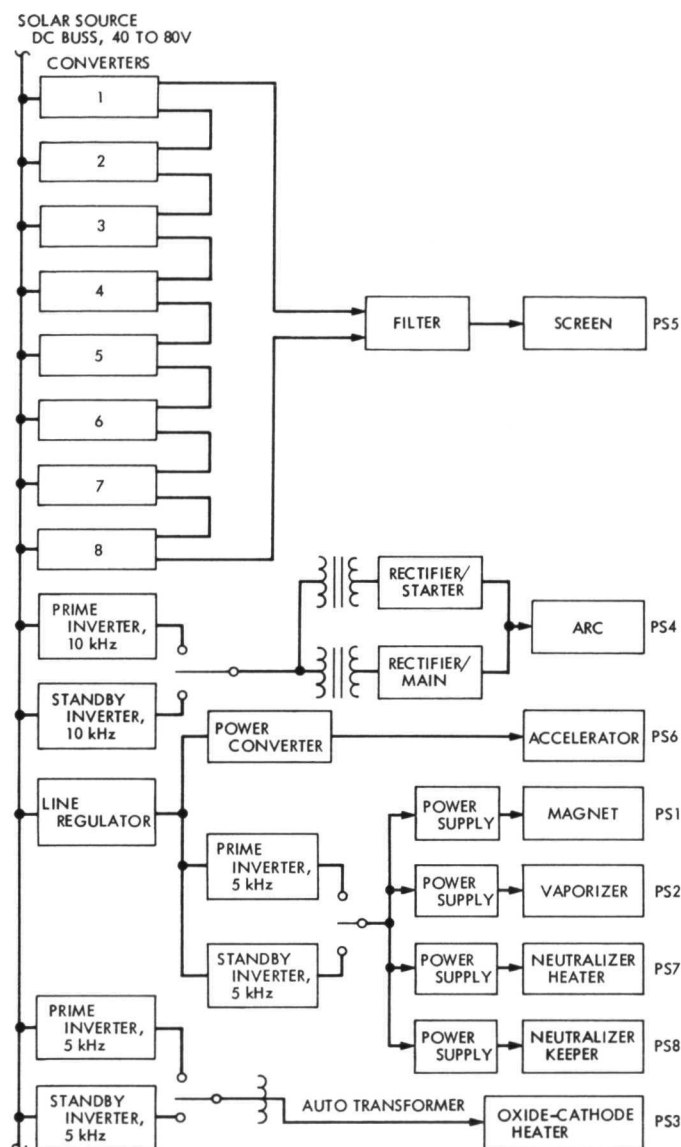 SOLAR SOURCE
DC BUSS, 40 TO 80V
CONVERTERS
1
2
3
4
5
6
7
8
FILTER
SCREEN
PS5
PRIME
INVERTER,
10 kHz
STANDBY
INVERTER,
10 kHz
RECTIFIER/
STARTER
RECTIFIER/
MAIN
ARC
PS4
LINE
REGULATOR
POWER
CONVERTER
ACCELERATOR
PS6
PRIME
INVERTER,
5 kHz
STANDBY
INVERTER,
5 kHz
POWER
SUPPLY
MAGNET
PS1
POWER
SUPPLY
VAPORIZER
PS2
POWER
SUPPLY
NEUTRALIZER
HEATER
PS7
POWER
SUPPLY
NEUTRALIZER
KEEPER
PS8
PRIME
INVERTER,
5 kHz
STANDBY
INVERTER,
5 kHz
AUTO TRANSFORMER
OXIDE-CATHODE
HEATER
PS3